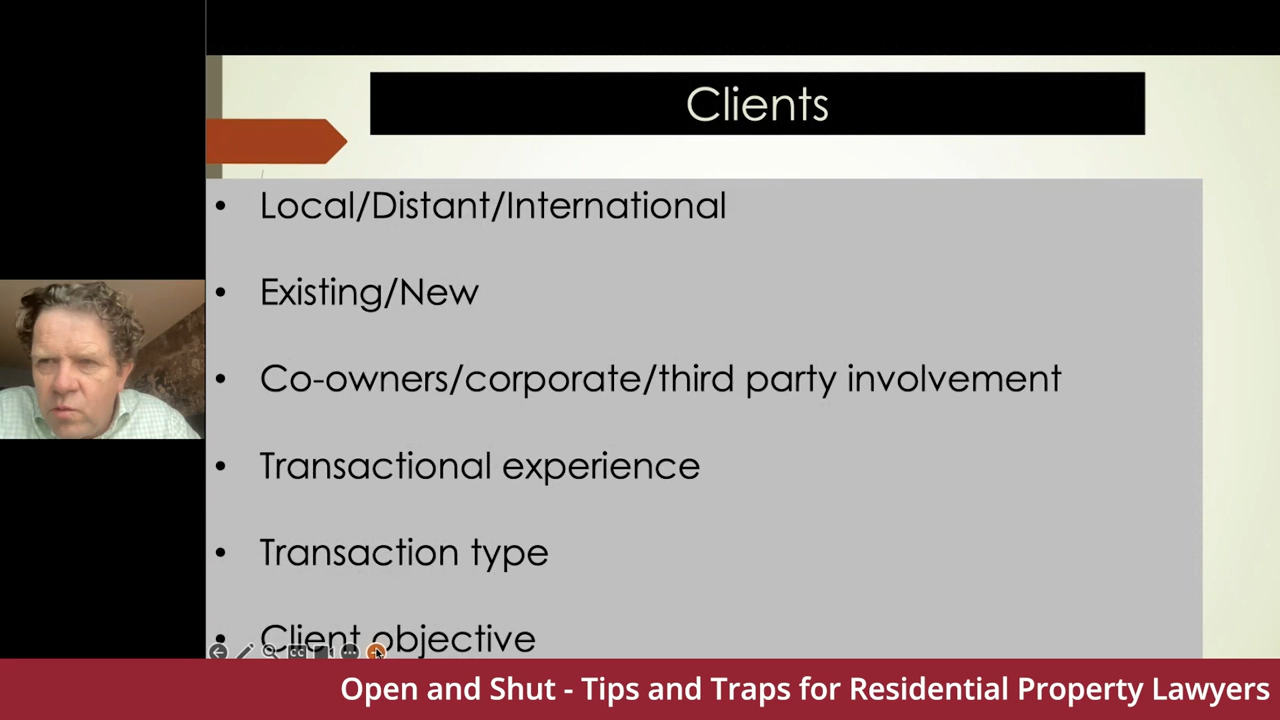 Clients
• Local/Distant/International
• Existing/New
• Co-owners/corporate/third party involvement
• Transactional experience
• Transaction type
• Client objective
CC
Open and Shut - Tips and Traps for Residential Property Lawyers